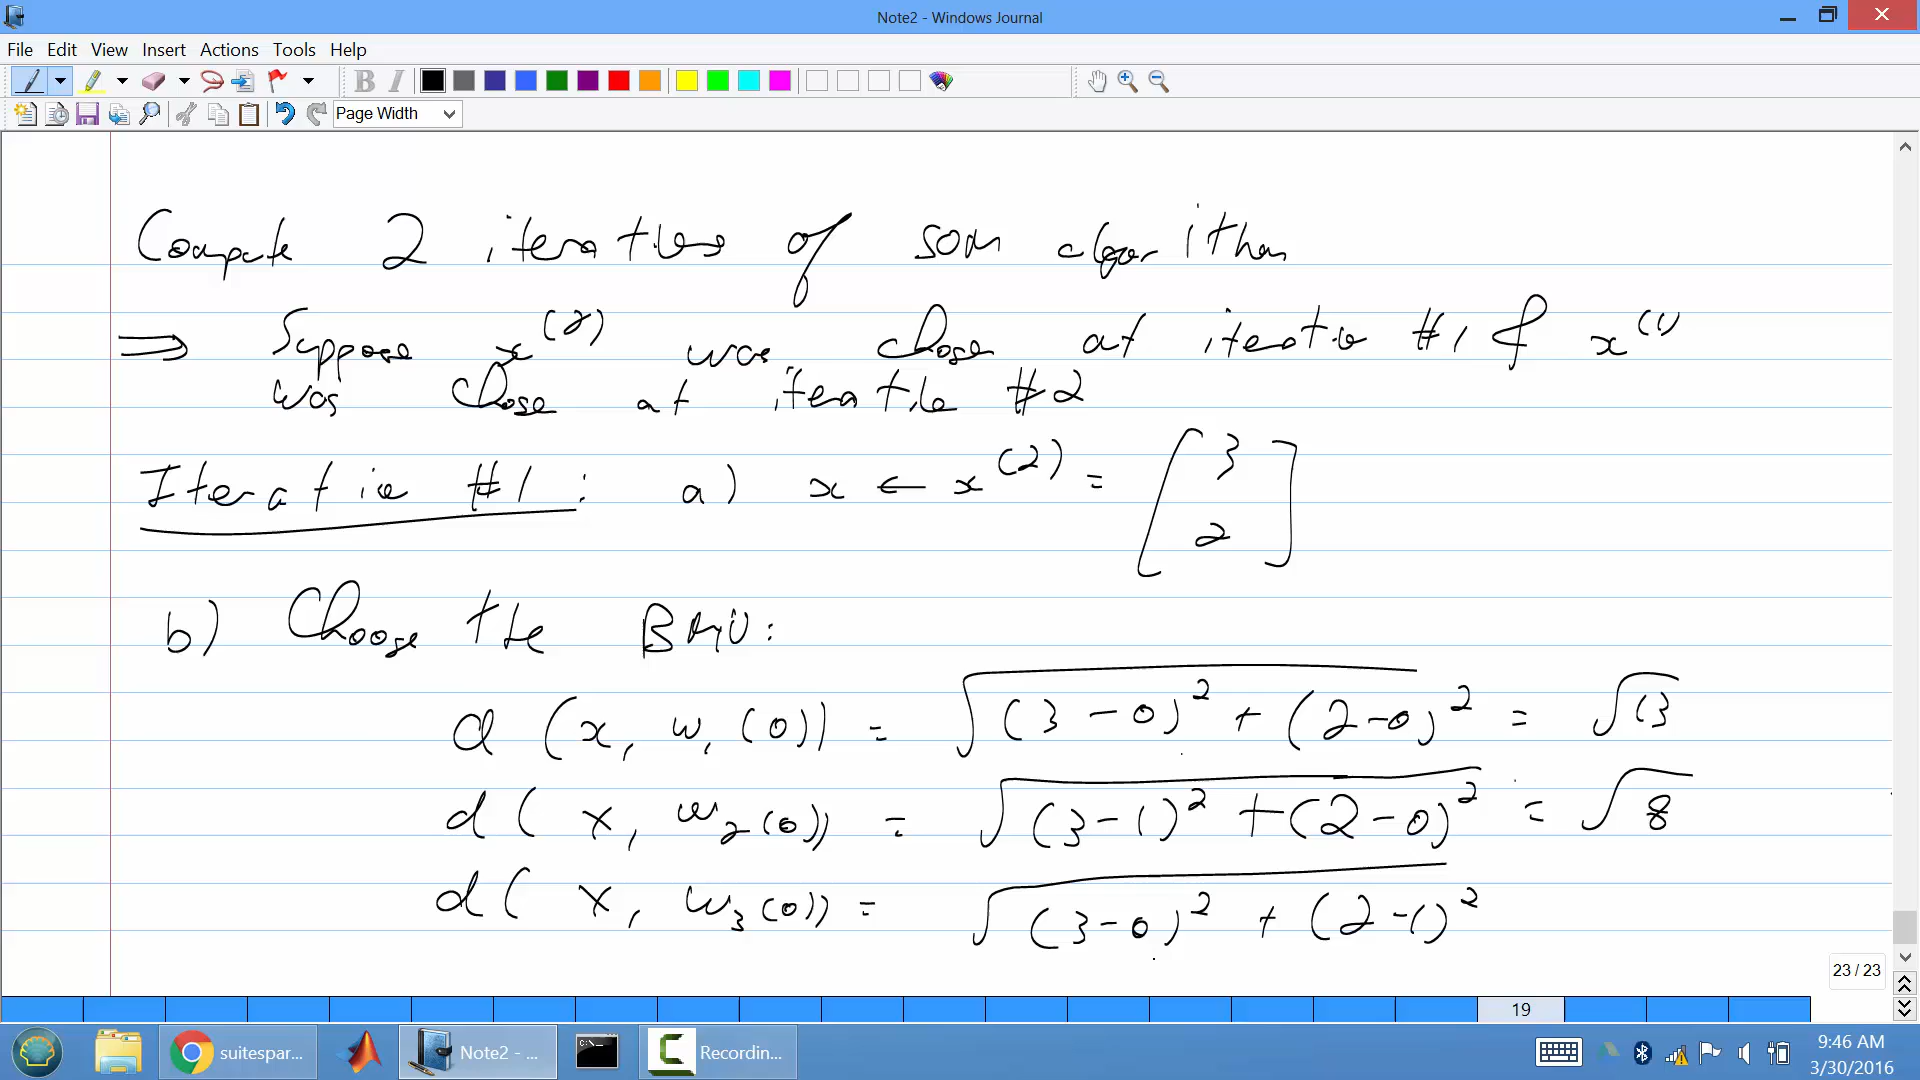 Note2 - Windows Journal
File Edit View Insert Actions Tools Help
B I
Page Width
Compute 2 iterations of SOM algorithm
⇒ Suppose x^(2) was chose at iteration #1 & x^(1)
was chose at iteration #2
Iteration #1: a) x ← x^(2) = [3
2]
b) Choose the BMU:
d(x, w₁(0)) = √((3-0)² + (2-0)²) = √13
d(x, w₂(0)) = √((3-1)² + (2-0)²) = √8
d(x, w₃(0)) = √((3-0)² + (2-1)²)
23 / 23
19
suitespar... Note2 - ... C:\_ C Recordin...
9:46 AM
3/30/2016